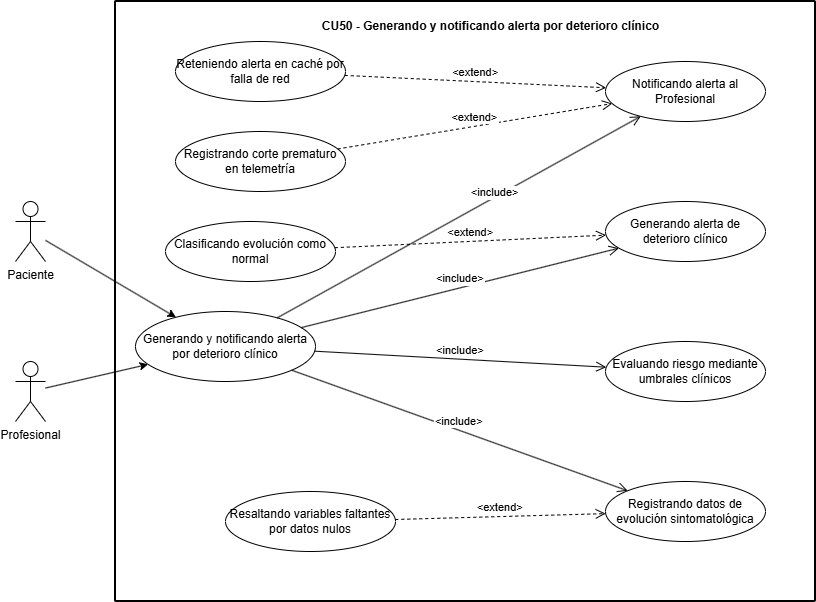 CU50 - Generando y notificando alerta por deterioro clínico
Reteniendo alerta en caché por
falla de red
<extend>
Notificando alerta al
Profesional
<extend>
Registrando corte prematuro
en telemetría
<include>
Clasificando evolución como
normal
<extend>
Generando alerta de
deterioro clínico
Paciente
<include>
Generando y notificando alerta
por deterioro clínico
<include>
Evaluando riesgo mediante
umbrales clínicos
Profesional
<include>
Resaltando variables faltantes
por datos nulos
<extend>
Registrando datos de
evolución sintomatológica